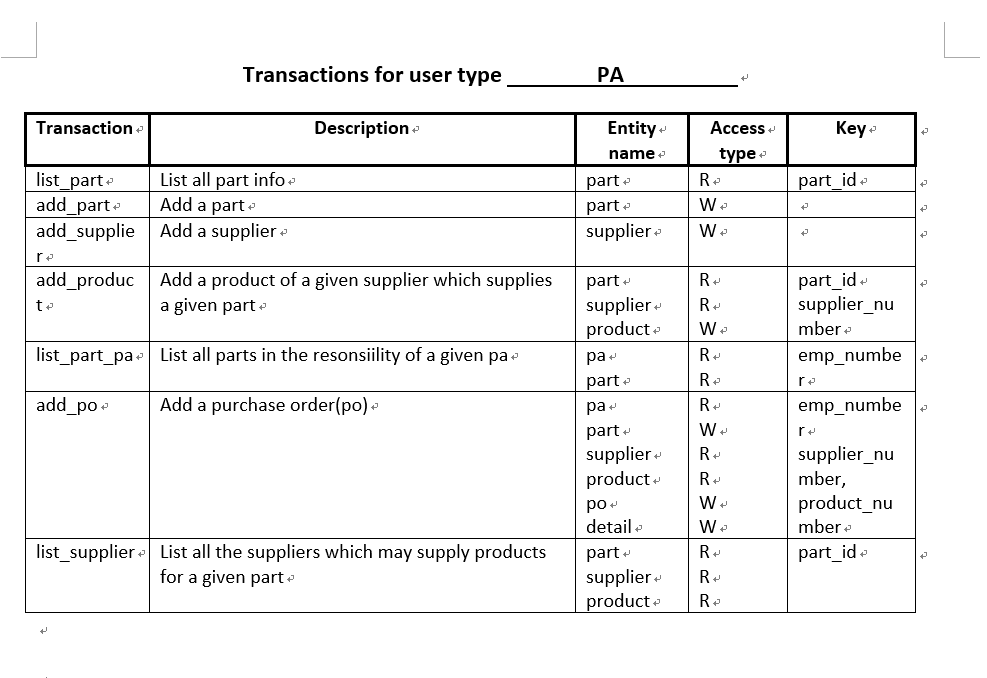 Transactions for user type PA
Transaction Description Entity name Access type Key
list_part List all part info part R part_id
add_part Add a part part W
add_supplie
r Add a supplier supplier W
add_produc
t Add a product of a given supplier which supplies
a given part part
supplier
product R
R
W part_id
supplier_nu
mber
list_part_pa List all parts in the resonsiility of a given pa pa
part R
R emp_numbe
r
add_po Add a purchase order(po) pa
part
supplier
product
po
detail R
W
R
R
W
W emp_numbe
r
supplier_nu
mber,
product_nu
mber
list_supplier List all the suppliers which may supply products
for a given part part
supplier
product R
R
R part_id